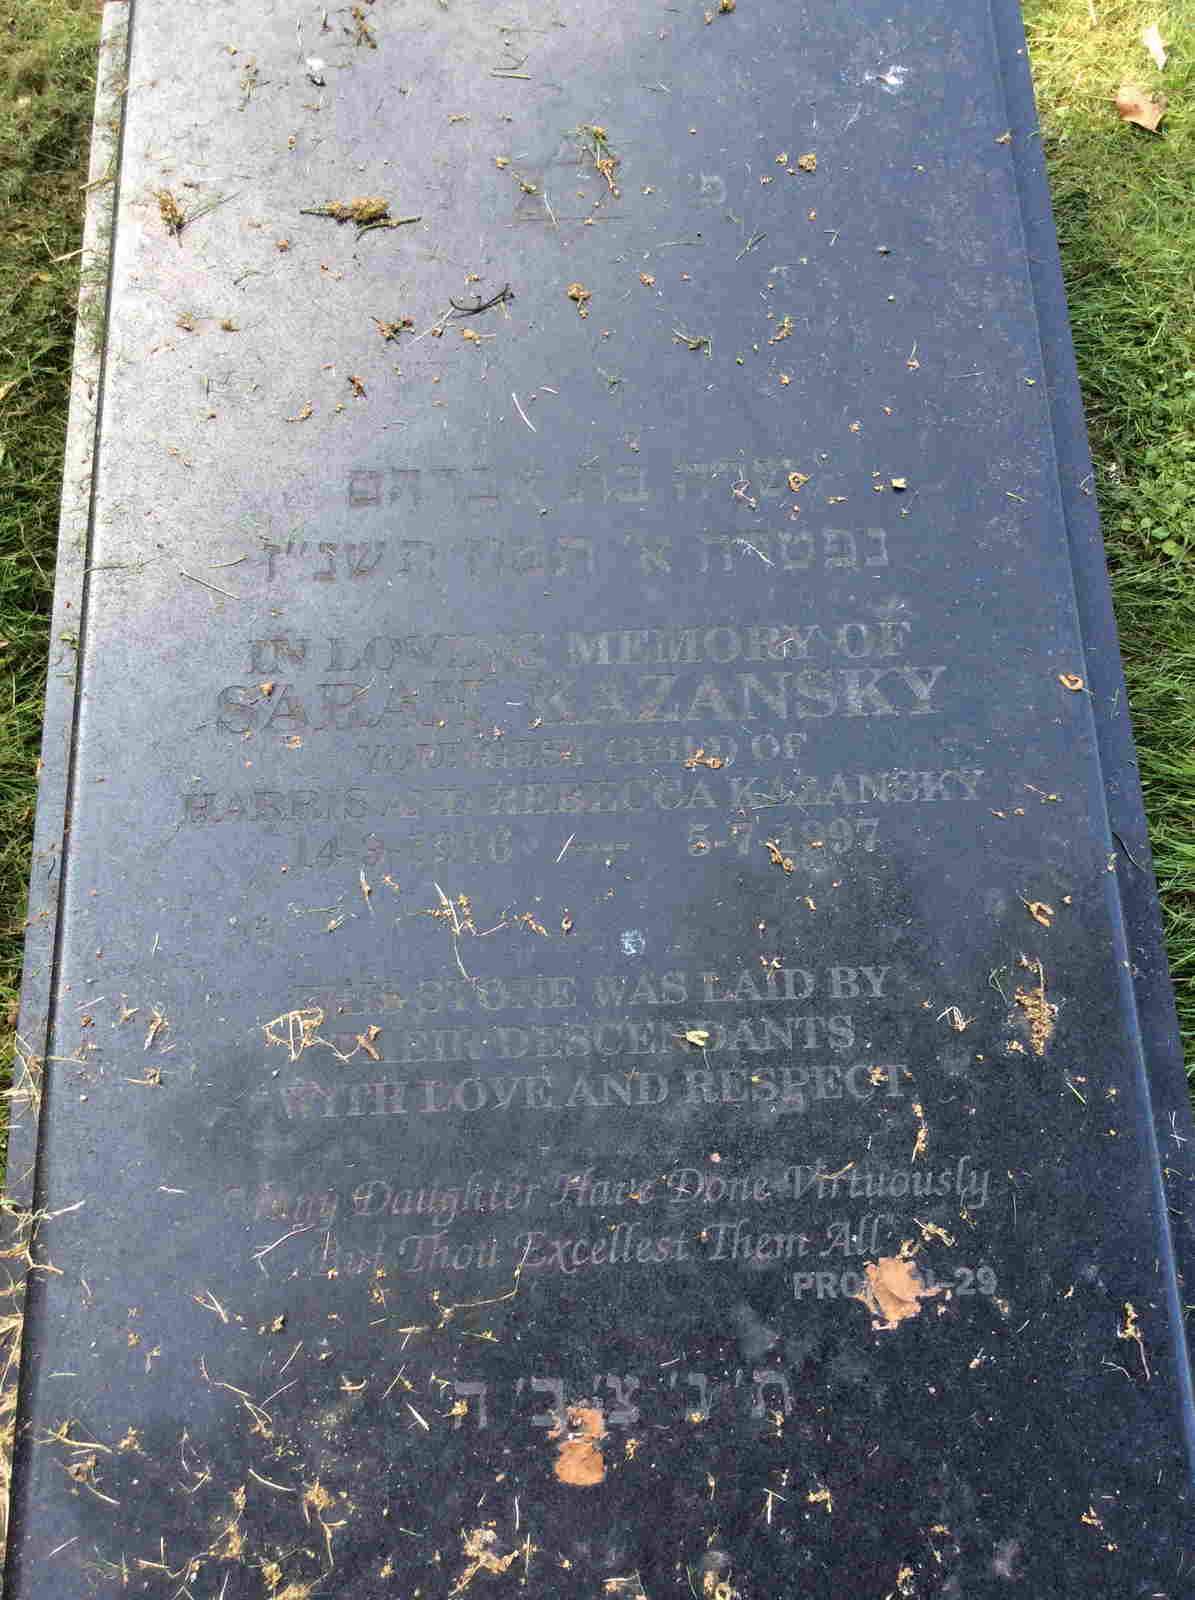 פ׳
שרה בת אברהם
נפטרה א׳ תמוז תשנ״ז
IN LOVING MEMORY OF
SARAH KAZANSKY
YOUNGEST CHILD OF
HARRIS AND REBECCA KAZANSKY
---- 5-7-1997
THIS STONE WAS LAID BY
THEIR DESCENDANTS
WITH LOVE AND RESPECT
Many Daughter Have Done Virtuously
But Thou Excellest Them All
ת׳ נ׳ צ׳ ב׳ ה